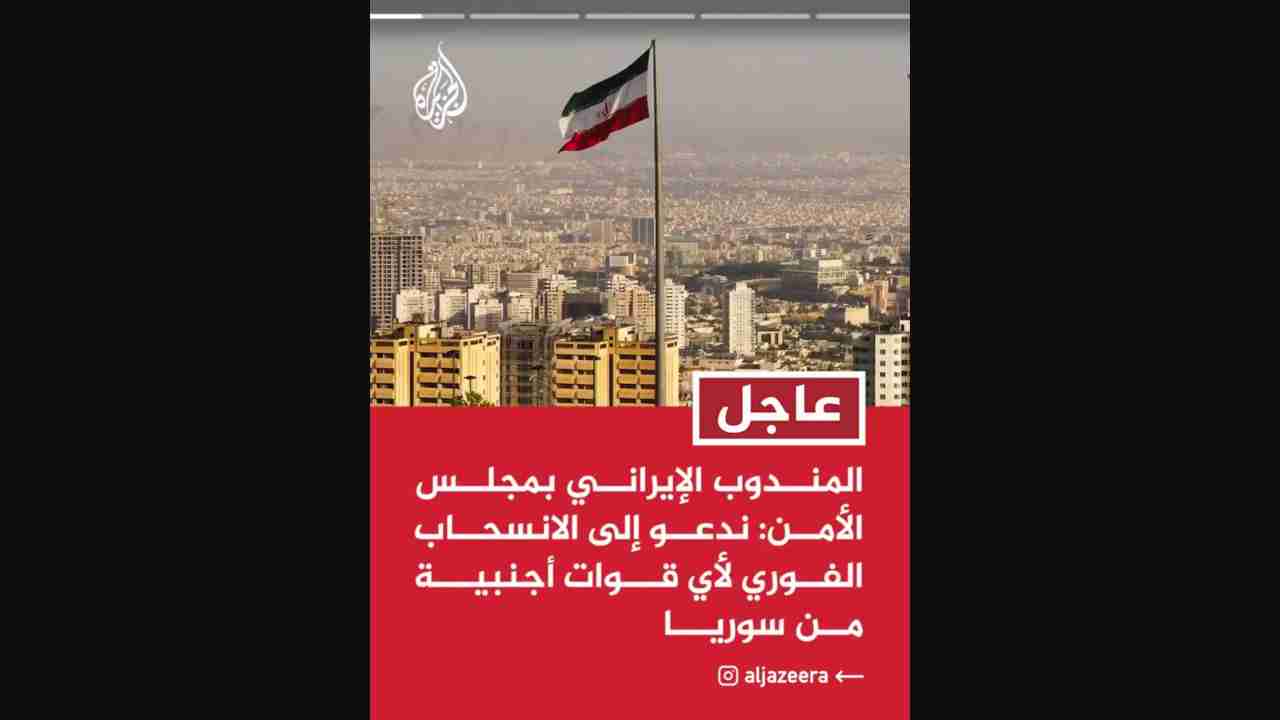 الجزيرة
عاجل
المندوب الإيراني بمجلس
الأمن: ندعو إلى الانسحاب
الفوري لأي قوات أجنبية
من سوريا
aljazeera